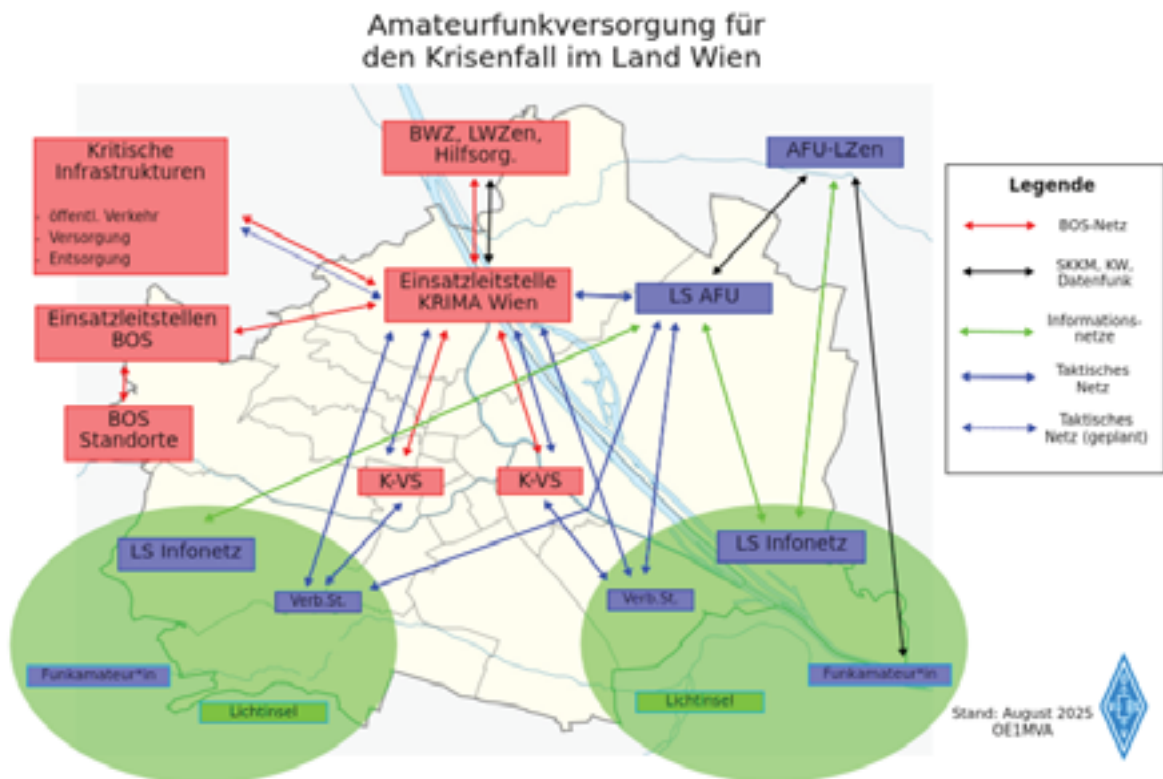 Amateurfunkversorgung für
den Krisenfall im Land Wien
Kritische
Infrastrukturen
- öffentl. Verkehr
- Versorgung
- Entsorgung
BWZ, LWZen,
Hilfsorg.
AFU-LZen
Legende
BOS-Netz
SKKM, KW,
Datenfunk
Informations-
netze
Taktisches
Netz
Taktisches
Netz (geplant)
Einsatzleitstelle
KRIMA Wien
LS AFU
Einsatzleitstellen
BOS
BOS
Standorte
K-VS
K-VS
LS Infonetz
LS Infonetz
Verb.St.
Verb.St.
Funkamateur*in
Funkamateur*in
Lichtinsel
Lichtinsel
Stand: August 2025
OE1MVA